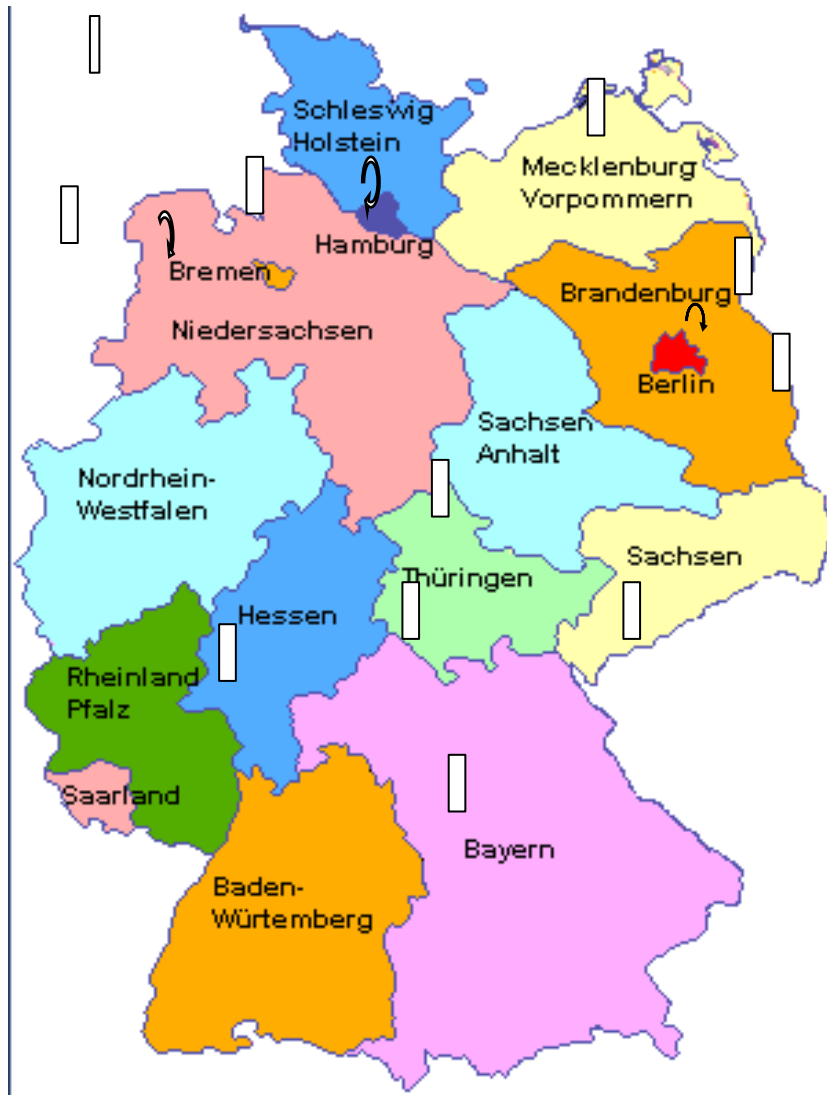 Schleswig
Holstein
Mecklenburg
Vorpommern
Hamburg
Bremen
Brandenburg
Niedersachsen
Berlin
Sachsen
Anhalt
Nordrhein-
Westfalen
Sachsen
Thüringen
Hessen
Rheinland
Pfalz
Saarland
Bayern
Baden-
Würtemberg